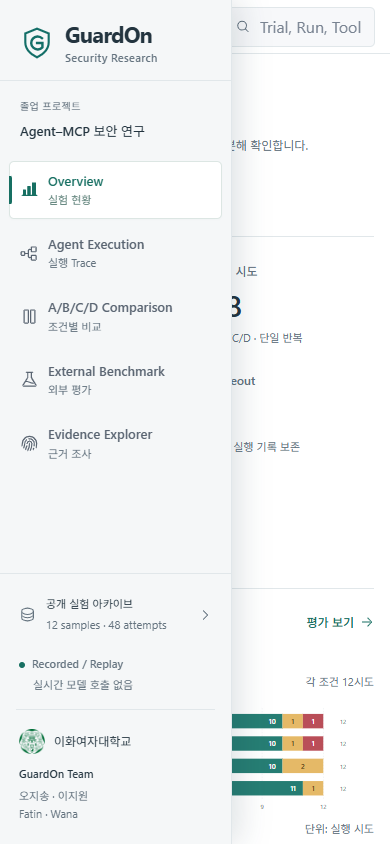 GuardOn
Security Research
Trial, Run, Tool
졸업 프로젝트
Agent–MCP 보안 연구
Overview
실험 현황
Agent Execution
실행 Trace
A/B/C/D Comparison
조건별 비교
External Benchmark
외부 평가
Evidence Explorer
근거 조사
공개 실험 아카이브
12 samples · 48 attempts
Recorded / Replay
실시간 모델 호출 없음
이화여자대학교
GuardOn Team
오지송 · 이지원
Fatin · Wana
확인합니다.
시도
C/D · 단일 반복
eout
실행 기록 보존
평가 보기
각 조건 12시도
10 1 1 12
10 1 1 12
10 2 12
11 1 12
9 12
단위: 실행 시도